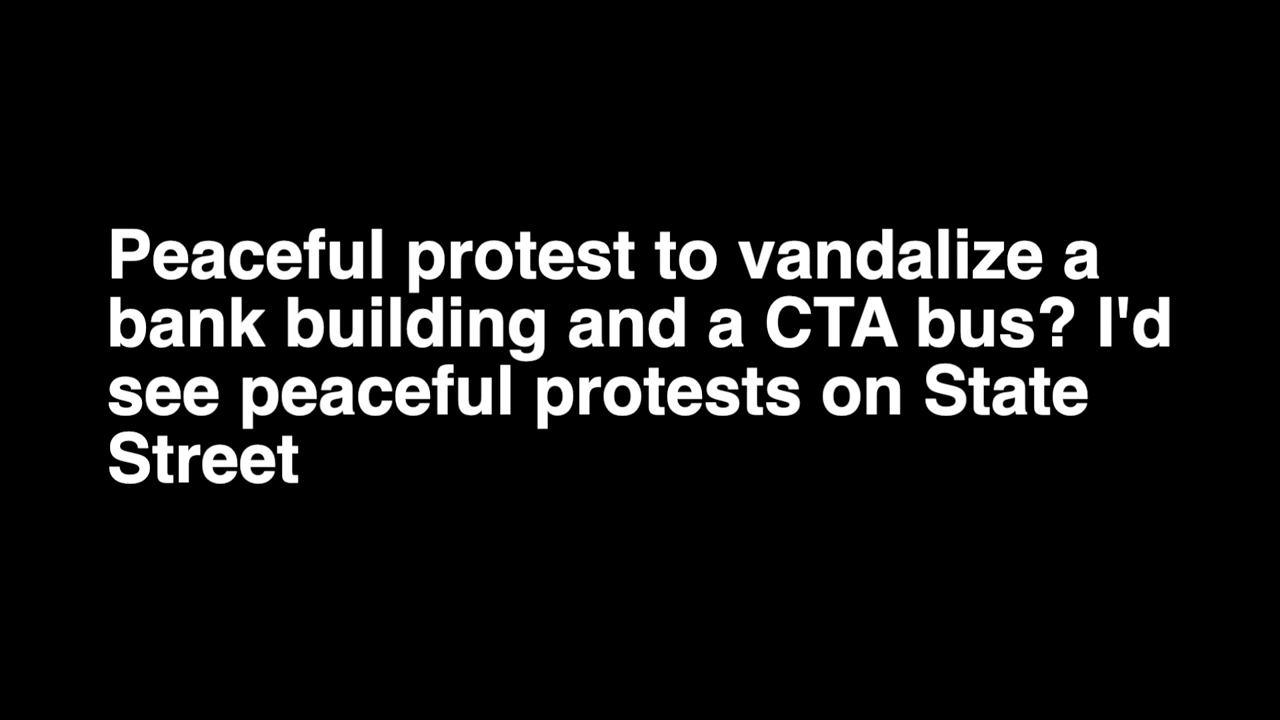 Peaceful protest to vandalize a
bank building and a CTA bus? I'd
see peaceful protests on State
Street